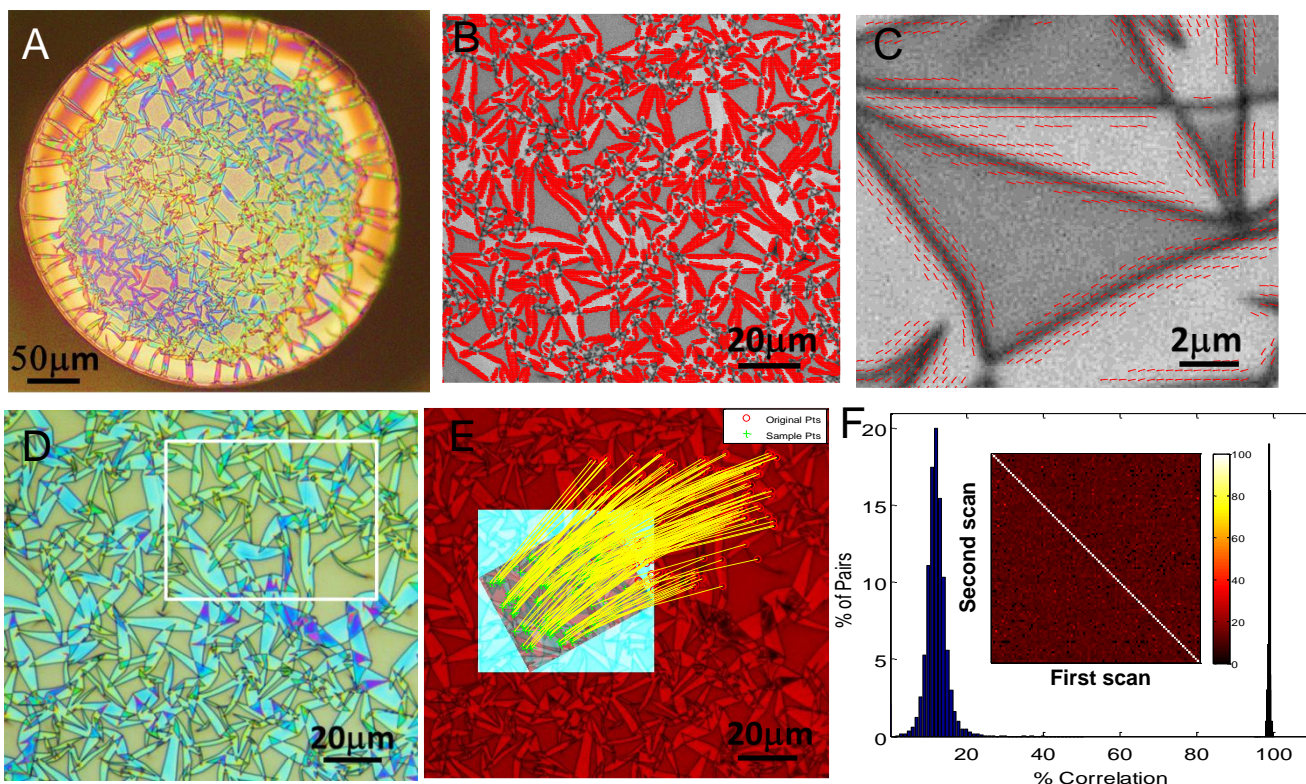 A
50μm
B
20μm
C
2μm
D
20μm
E
Original Pts
Sample Pts
20μm
F
% of Pairs
20
15
10
5
0
20
40
60
80
100
% Correlation
Second scan
First scan
100
80
60
40
20
0